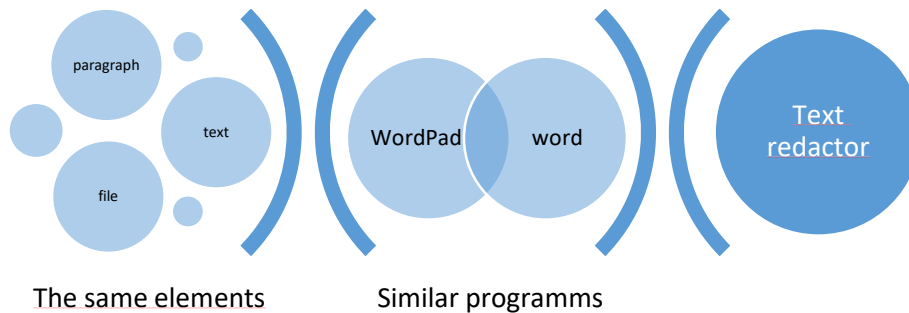 paragraph
text
file
WordPad
word
Text
redactor
The same elements
Similar programms